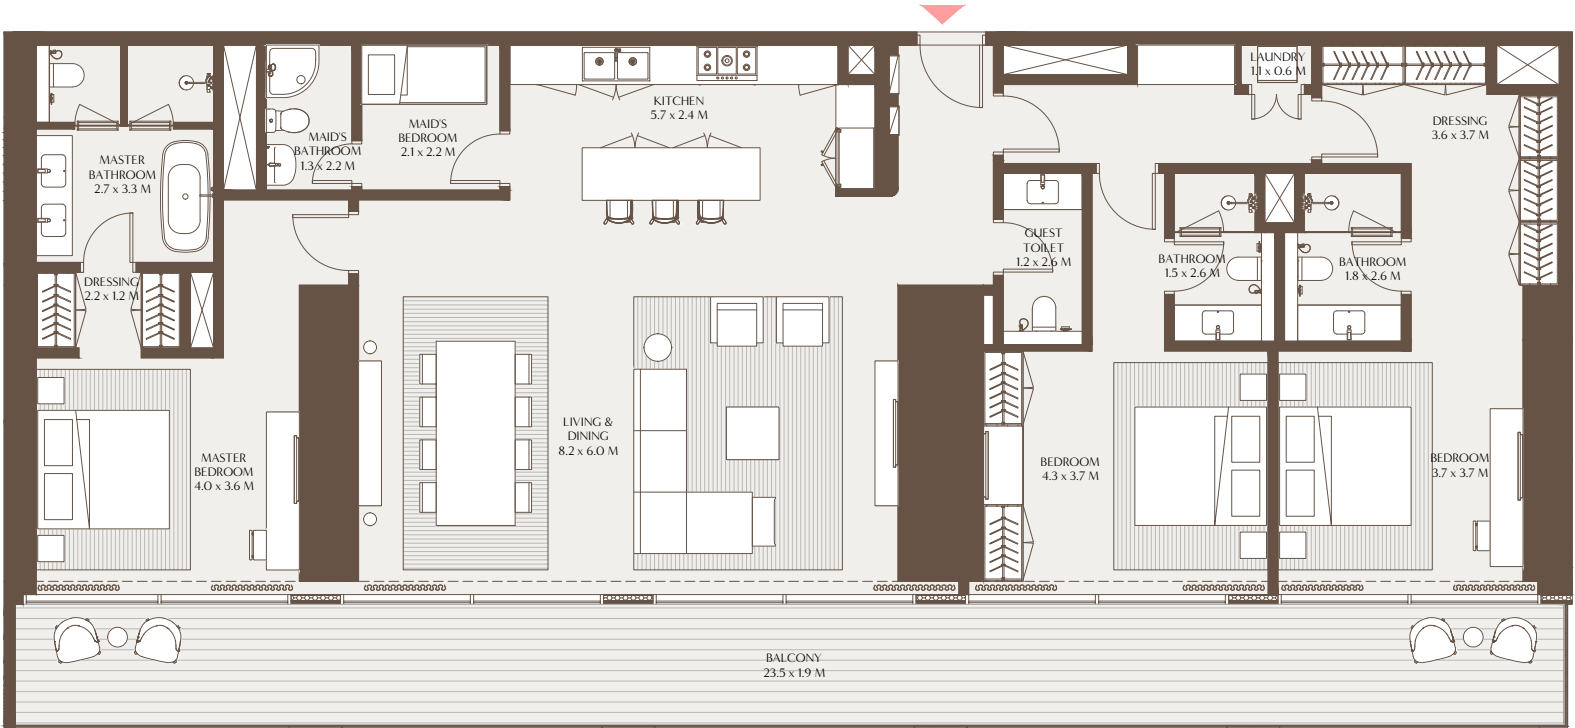 MASTER
BATHROOM
2.7 x 3.3 M
MAID'S
BATHROOM
1.3 x 2.2 M
MAID'S
BEDROOM
2.1 x 2.2 M
KITCHEN
5.7 x 2.4 M
LAUNDRY
1.1 x 0.6 M
DRESSING
3.6 x 3.7 M
DRESSING
2.2 x 1.2 M
GUEST
TOILET
1.2 x 2.6 M
BATHROOM
1.5 x 2.6 M
BATHROOM
1.8 x 2.6 M
MASTER
BEDROOM
4.0 x 3.6 M
LIVING &
DINING
8.2 x 6.0 M
BEDROOM
4.3 x 3.7 M
BEDROOM
3.7 x 3.7 M
BALCONY
23.5 x 1.9 M